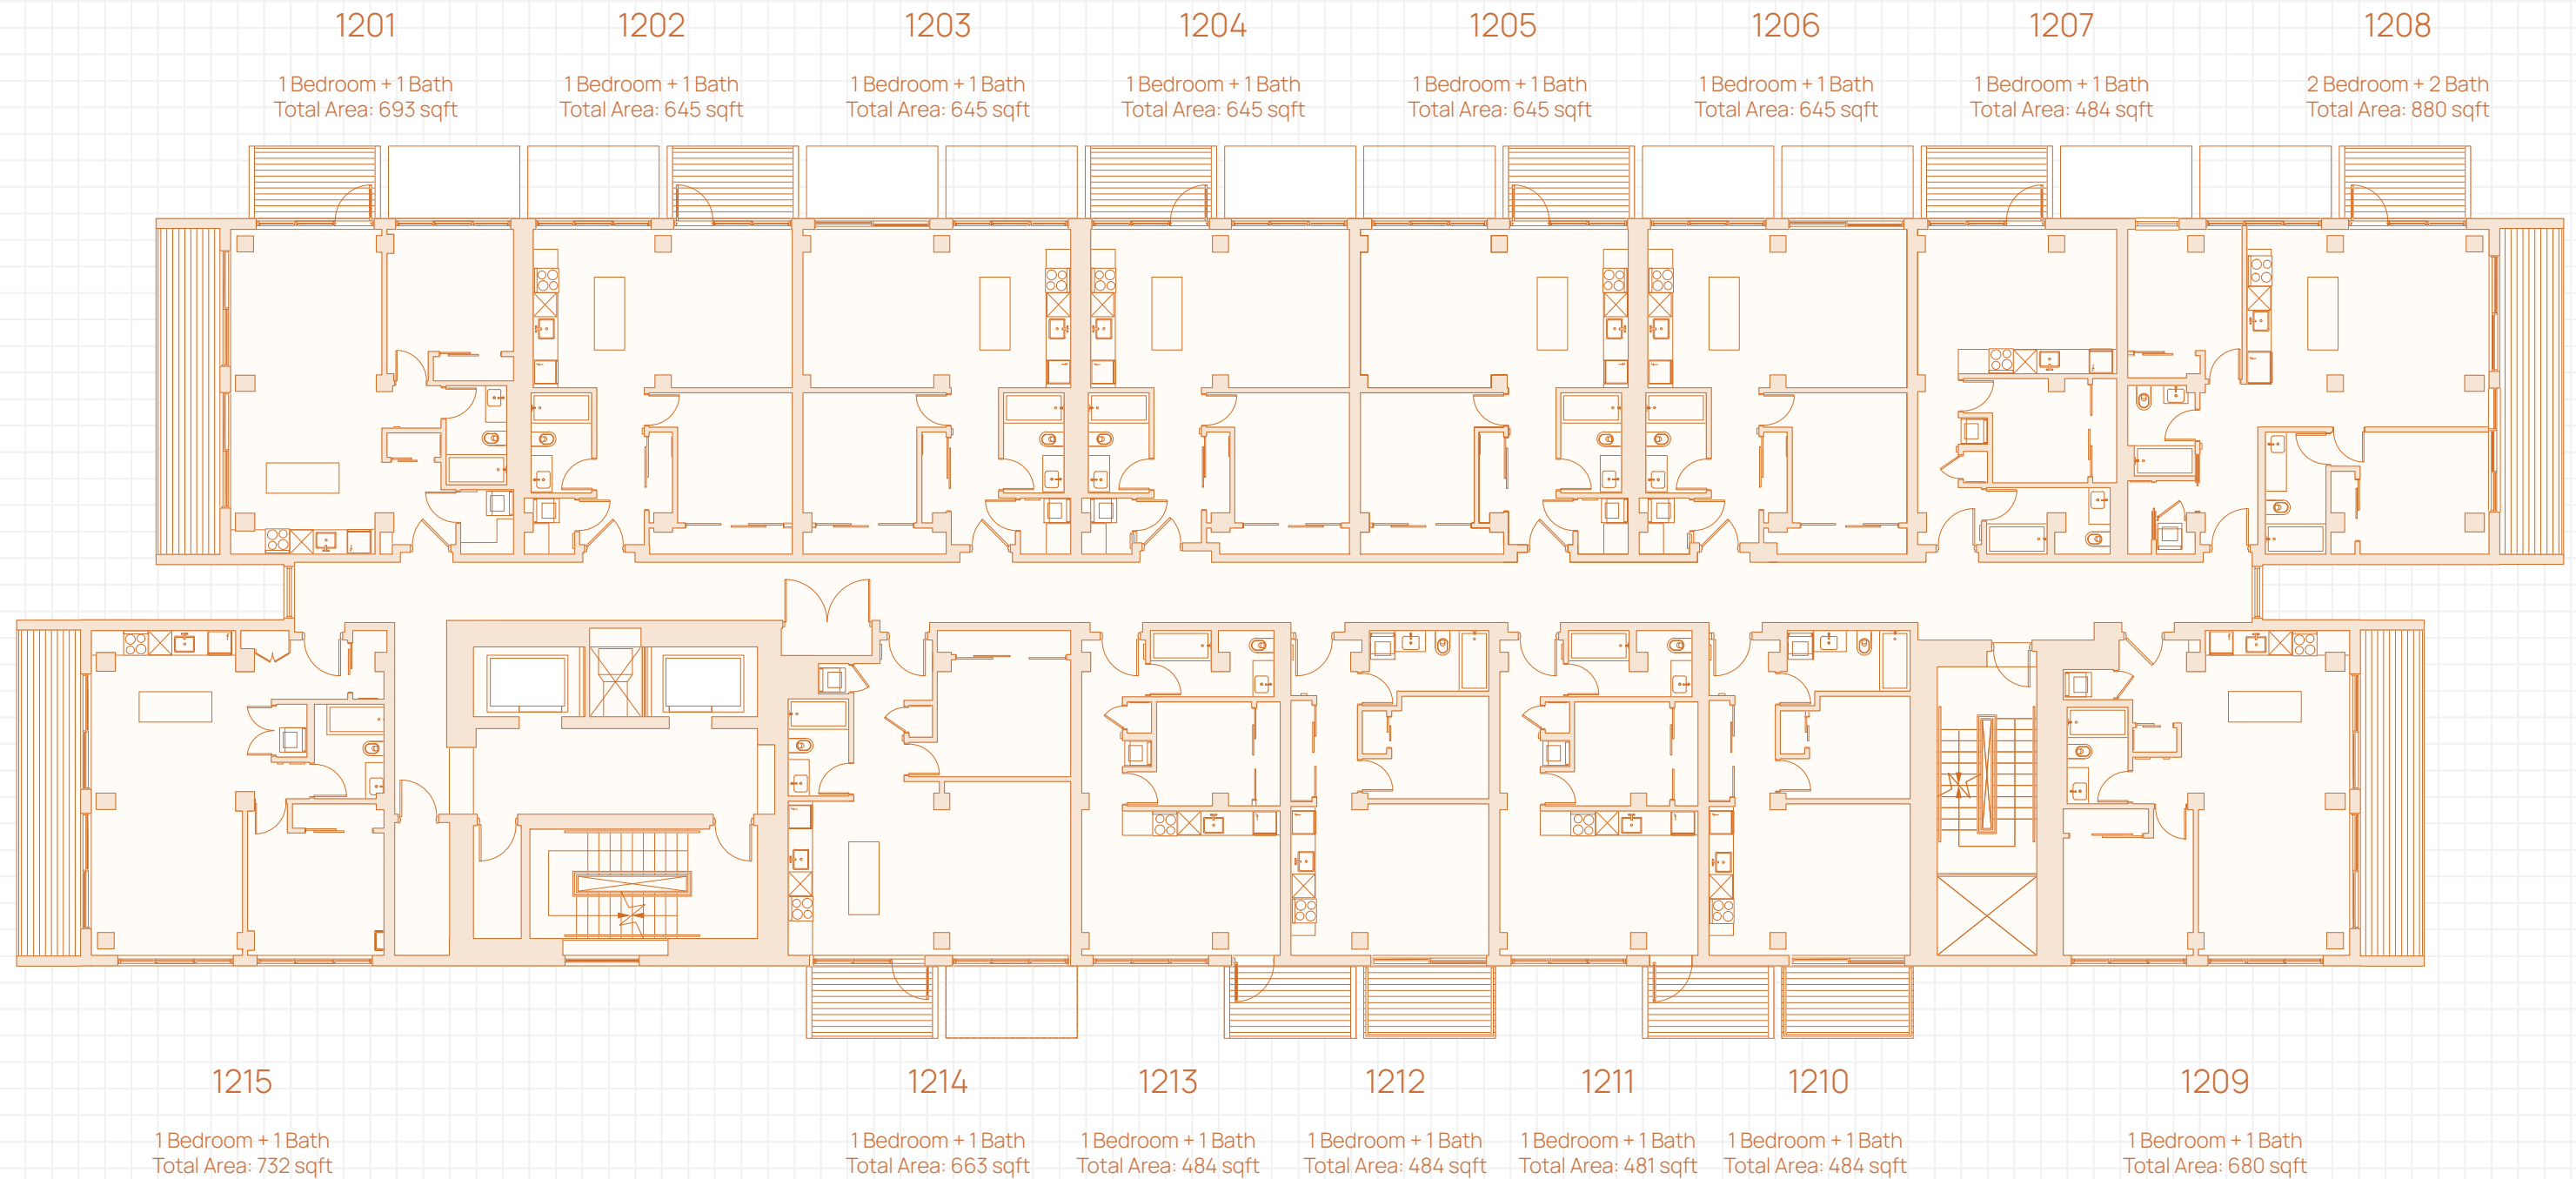 1201
1 Bedroom + 1 Bath
Total Area: 693 sqft
1202
1 Bedroom + 1 Bath
Total Area: 645 sqft
1203
1 Bedroom + 1 Bath
Total Area: 645 sqft
1204
1 Bedroom + 1 Bath
Total Area: 645 sqft
1205
1 Bedroom + 1 Bath
Total Area: 645 sqft
1206
1 Bedroom + 1 Bath
Total Area: 645 sqft
1207
1 Bedroom + 1 Bath
Total Area: 484 sqft
1208
2 Bedroom + 2 Bath
Total Area: 880 sqft
1215
1 Bedroom + 1 Bath
Total Area: 732 sqft
1214
1 Bedroom + 1 Bath
Total Area: 663 sqft
1213
1 Bedroom + 1 Bath
Total Area: 484 sqft
1212
1 Bedroom + 1 Bath
Total Area: 484 sqft
1211
1 Bedroom + 1 Bath
Total Area: 481 sqft
1210
1 Bedroom + 1 Bath
Total Area: 484 sqft
1209
1 Bedroom + 1 Bath
Total Area: 680 sqft